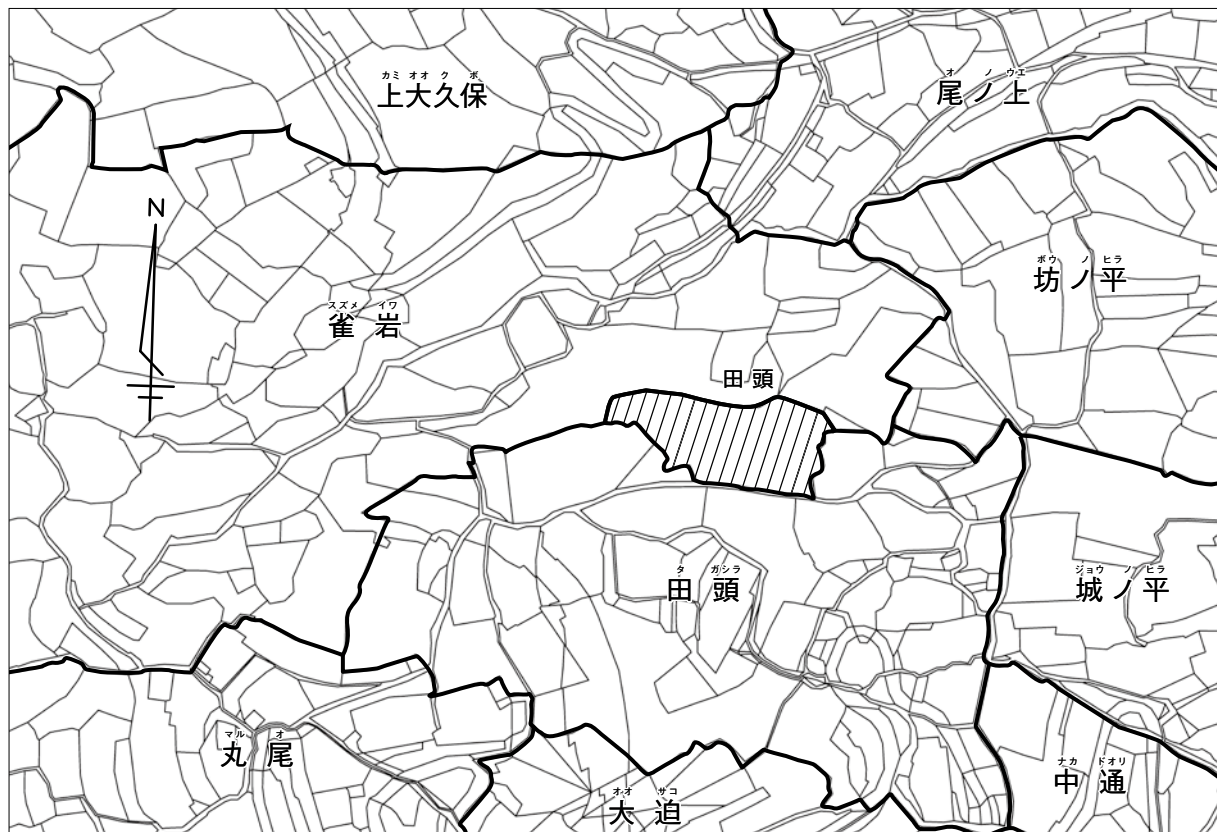 カミ オオ ク ボ
上大久保
オ ノ ウエ
尾ノ上
N
ボウ ノ ヒラ
坊ノ平
スズメ イワ
雀岩
田頭
タ ガシラ
田頭
ジョウ ノ ヒラ
城ノ平
マル オ
丸尾
ナカ ドオリ
中通
オオ サコ
大迫